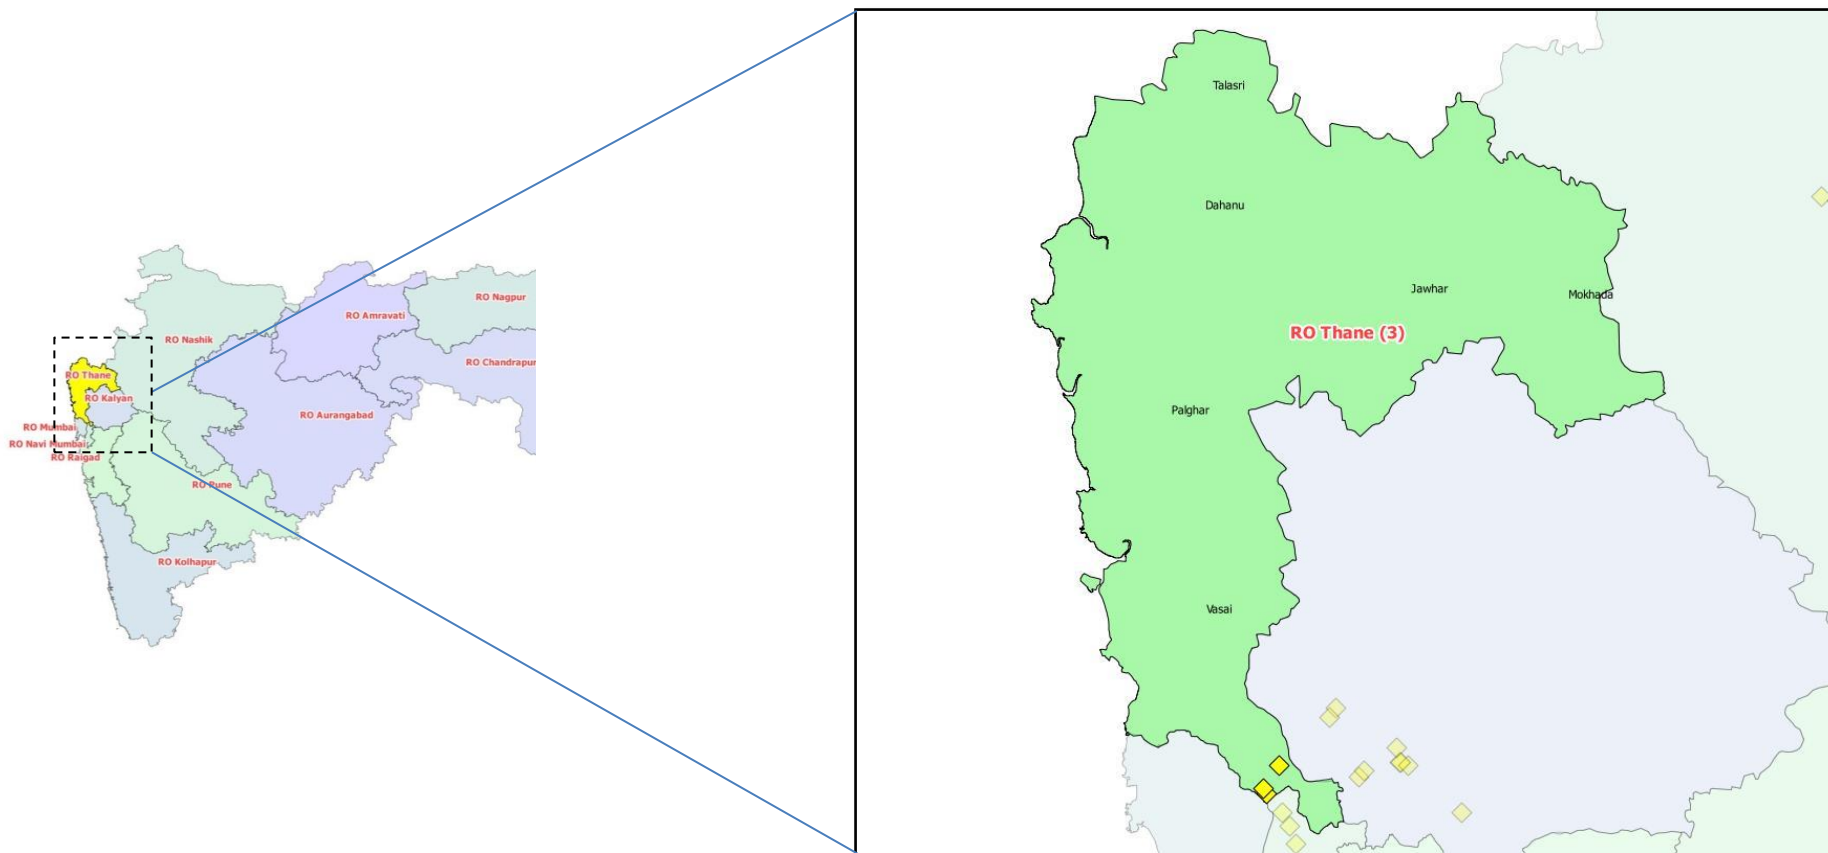 RO Nagpur
RO Amravati
RO Nashik
RO Chandrapur
RO Thane
RO Kalyan
RO Aurangabad
RO Mumbai
RO Navi Mumbai
RO Raigad
RO Pune
RO Kolhapur
Talasri
Dahanu
Jawhar
Mokhada
RO Thane (3)
Palghar
Vasai